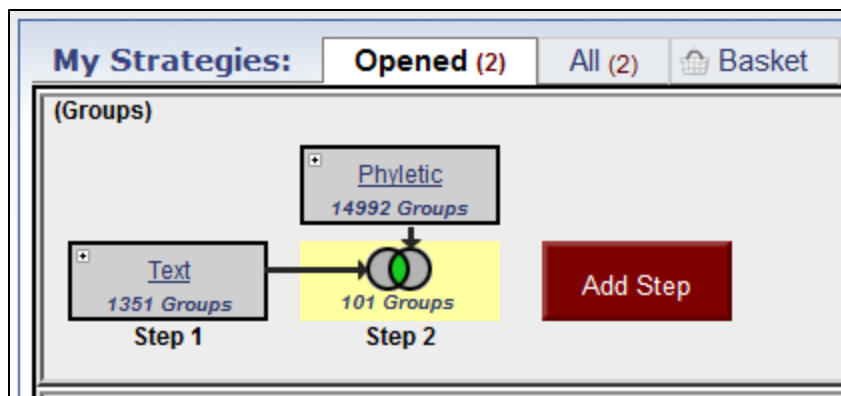 My Strategies: Opened (2) All (2) Basket
(Groups)
Phyletic
14992 Groups
Text
1351 Groups
Step 1
101 Groups
Step 2
Add Step